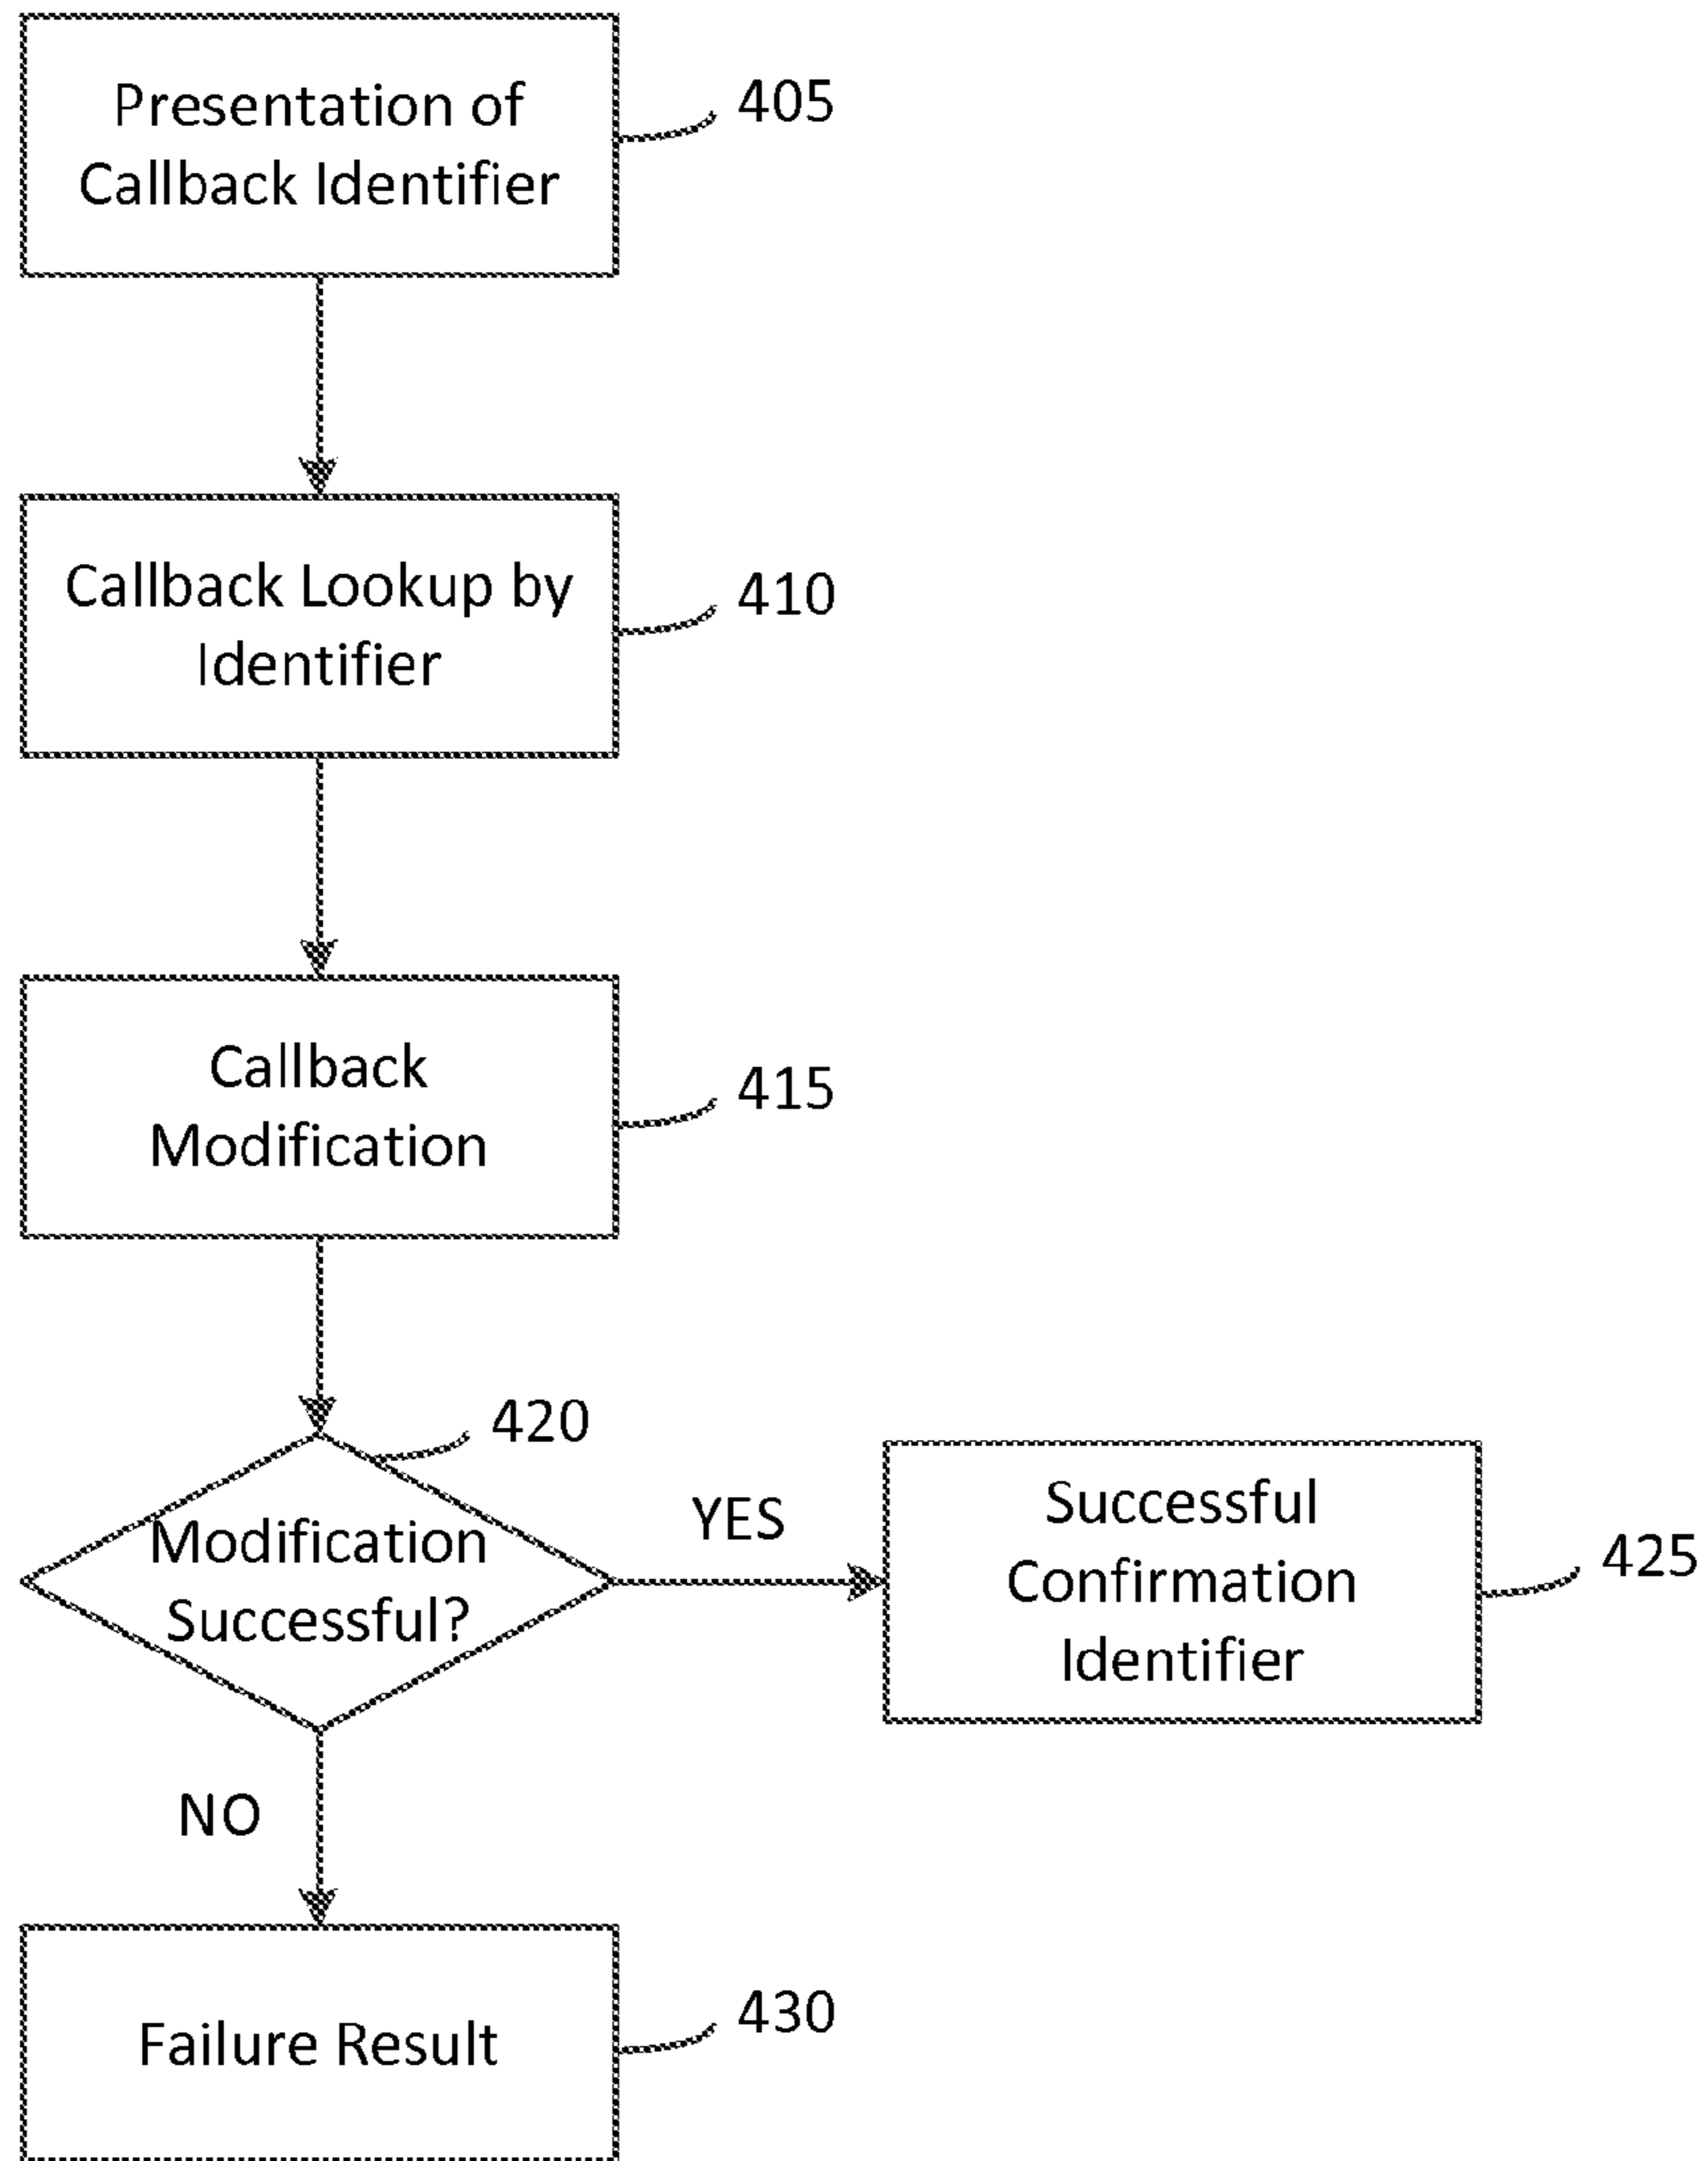 Presentation of
Callback Identifier
405
Callback Lookup by
Identifier
410
Callback
Modification
415
420
Modification
Successful?
YES
Successful
Confirmation
Identifier
425
NO
Failure Result
430